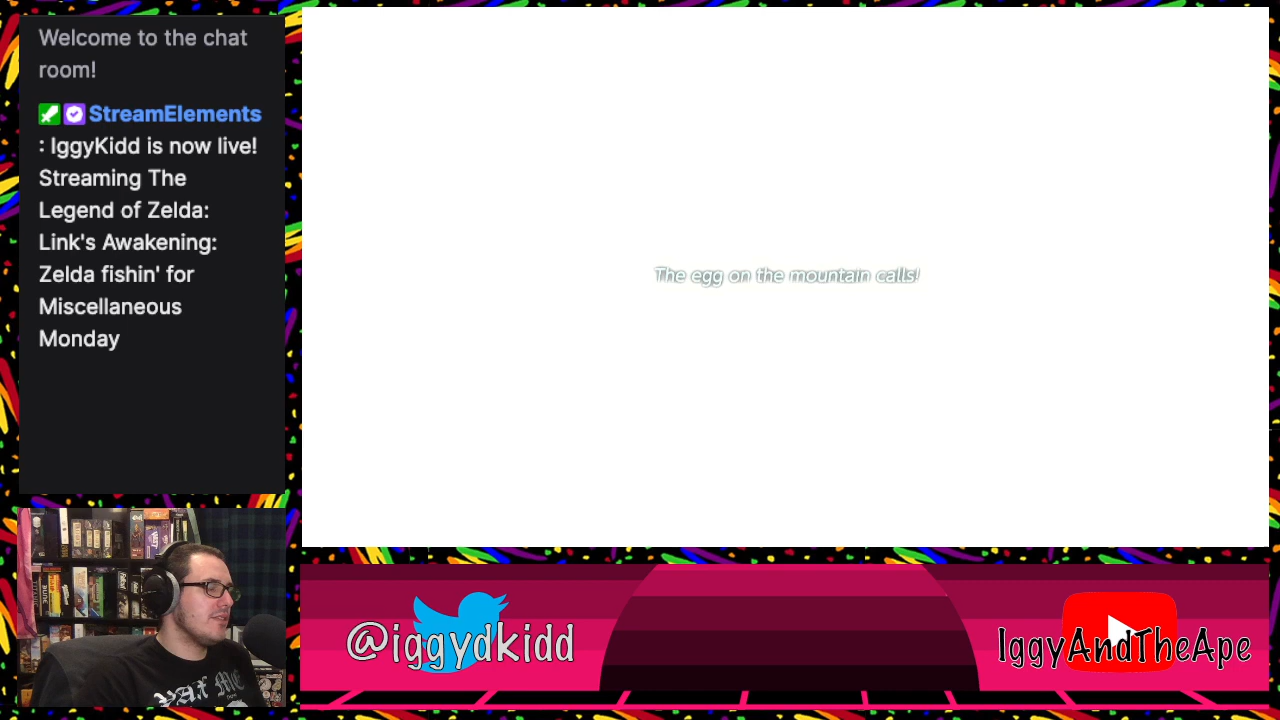 Welcome to the chat
room!
StreamElements
: IggyKidd is now live!
Streaming The
Legend of Zelda:
Link's Awakening:
Zelda fishin' for
Miscellaneous
Monday
The egg on the mountain calls!
@iggydkidd
IggyAndTheApe